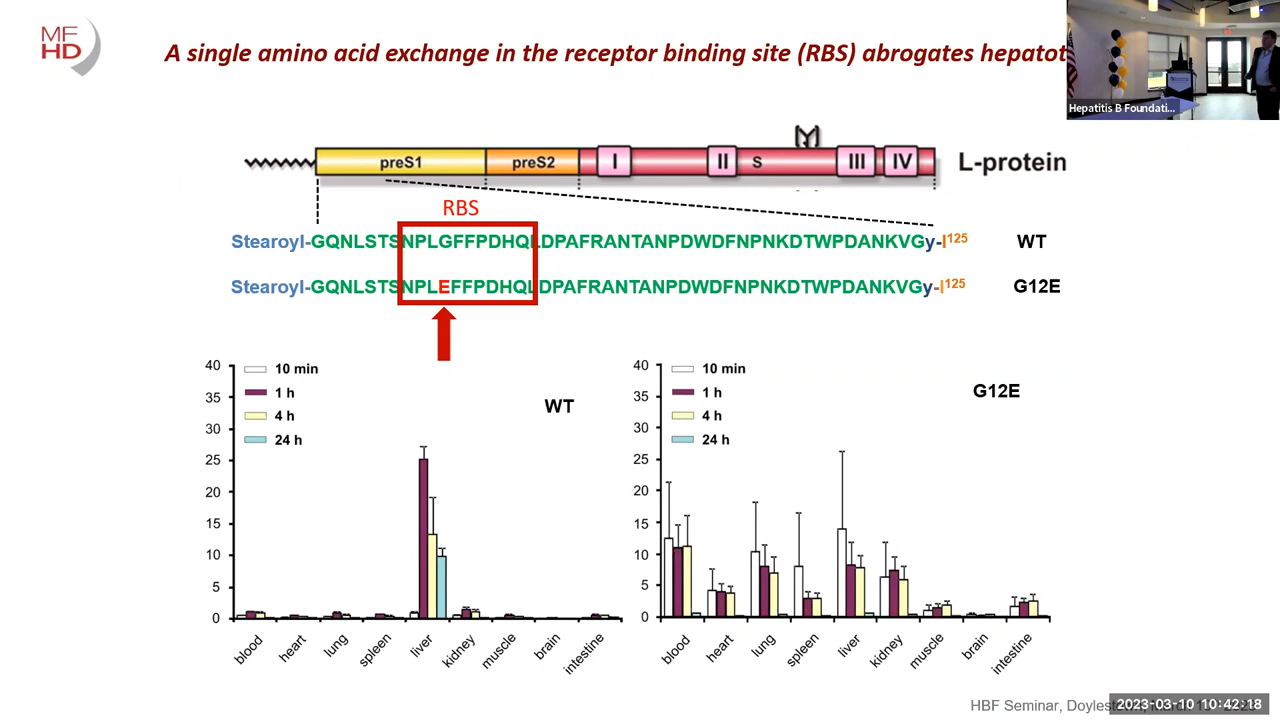 MF
HD
A single amino acid exchange in the receptor binding site (RBS) abrogates
Hepatitis B Foundati...
preS1 preS2 I II S III IV L-protein
RBS
Stearoyl-GQNLSTSNPLGFFPDHQLDPAFRANTANPDWDFNPNKDTWPDANKVGy-I125 WT
Stearoyl-GQNLSTSNPLEFFPDHQLDPAFRANTANPDWDFNPNKDTWPDANKVGy-I125 G12E
40
35
30
25
20
15
10
5
0
10 min
1 h
4 h
24 h
WT
blood heart lung spleen liver kidney muscle brain intestine
40
35
30
25
20
15
10
5
0
10 min
1 h
4 h
24 h
G12E
blood heart lung spleen liver kidney muscle brain intestine
HBF Seminar,
2023-03-10 10:42:18